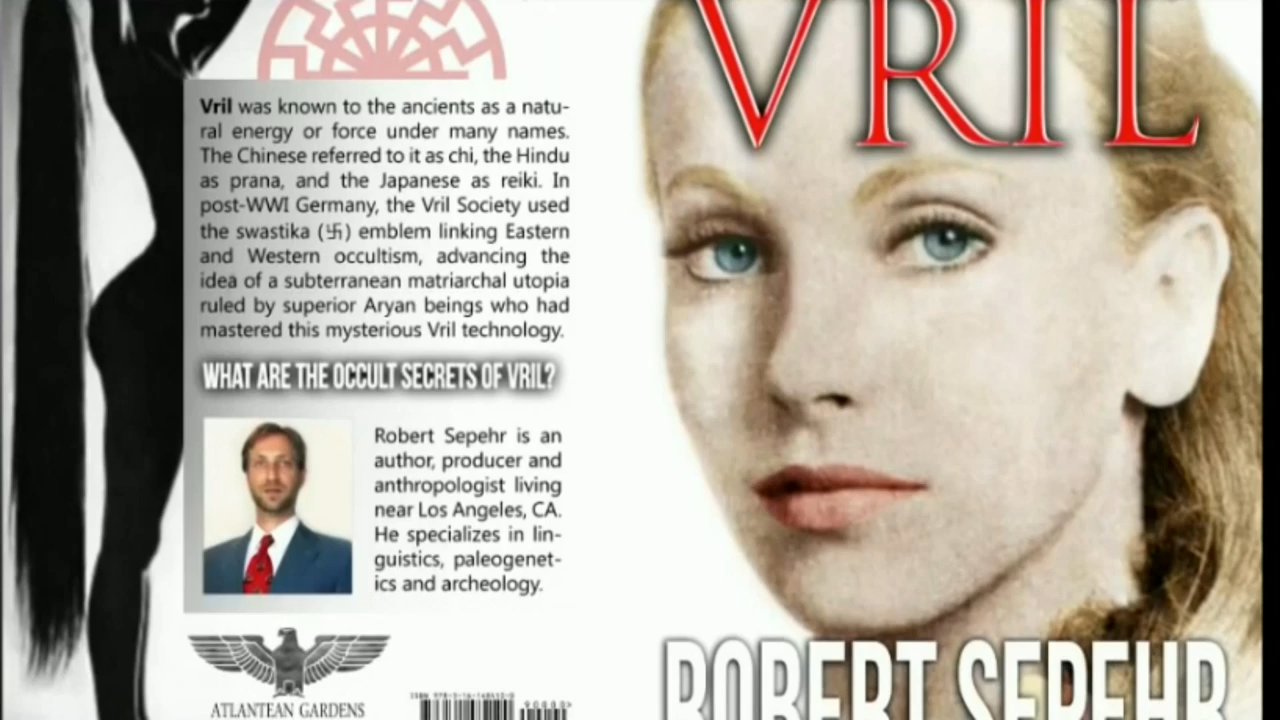 Vril was known to the ancients as a natu-
ral energy or force under many names.
The Chinese referred to it as chi, the Hindu
as prana, and the Japanese as reiki. In
post-WWI Germany, the Vril Society used
the swastika (卐) emblem linking Eastern
and Western occultism, advancing the
idea of a subterranean matriarchal utopia
ruled by superior Aryan beings who had
mastered this mysterious Vril technology.
WHAT ARE THE OCCULT SECRETS OF VRIL?
Robert Sepehr is an
author, producer and
anthropologist living
near Los Angeles, CA.
He specializes in lin-
guistics, paleogenet-
ics and archeology.
ATLANTEAN GARDENS
90000>
VRIL
ROBERT SEPEHR